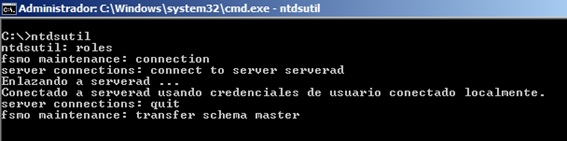 Administrador: C:\Windows\system32\cmd.exe - ntdsutil
C:\>ntdsutil
ntdsutil: roles
fsmo maintenance: connection
server connections: connect to server serverad
Enlazando a serverad ...
Conectado a serverad usando credenciales de usuario conectado localmente.
server connections: quit
fsmo maintenance: transfer schema master